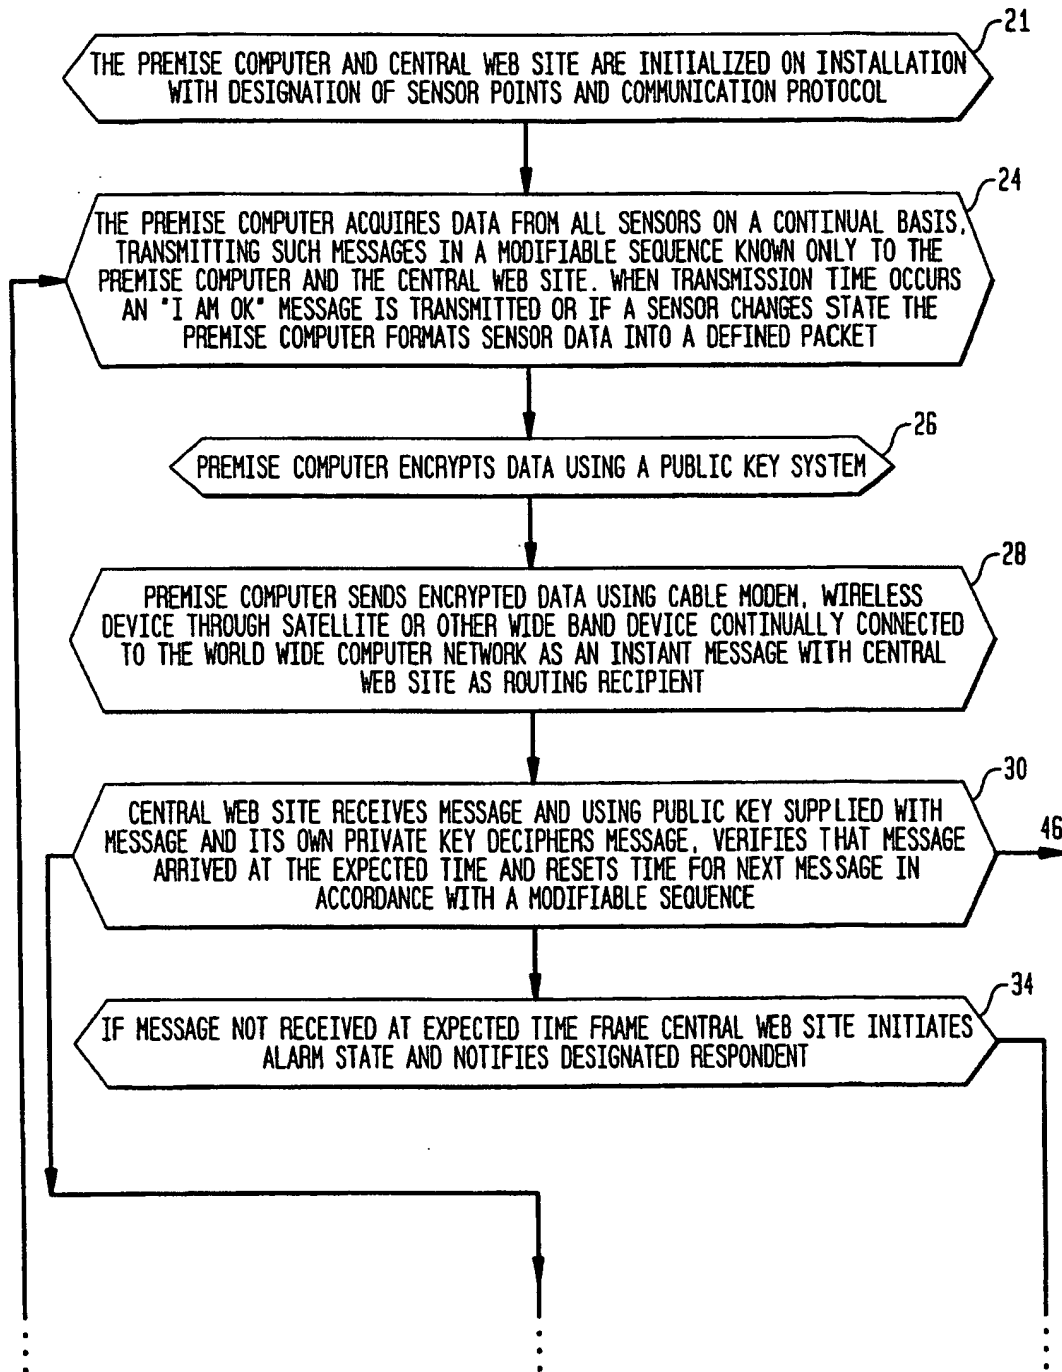 21
THE PREMISE COMPUTER AND CENTRAL WEB SITE ARE INITIALIZED ON INSTALLATION
WITH DESIGNATION OF SENSOR POINTS AND COMMUNICATION PROTOCOL
24
THE PREMISE COMPUTER ACQUIRES DATA FROM ALL SENSORS ON A CONTINUAL BASIS,
TRANSMITTING SUCH MESSAGES IN A MODIFIABLE SEQUENCE KNOWN ONLY TO THE
PREMISE COMPUTER AND THE CENTRAL WEB SITE. WHEN TRANSMISSION TIME OCCURS
AN "I AM OK" MESSAGE IS TRANSMITTED OR IF A SENSOR CHANGES STATE THE
PREMISE COMPUTER FORMATS SENSOR DATA INTO A DEFINED PACKET
26
PREMISE COMPUTER ENCRYPTS DATA USING A PUBLIC KEY SYSTEM
28
PREMISE COMPUTER SENDS ENCRYPTED DATA USING CABLE MODEM, WIRELESS
DEVICE THROUGH SATELLITE OR OTHER WIDE BAND DEVICE CONTINUALLY CONNECTED
TO THE WORLD WIDE COMPUTER NETWORK AS AN INSTANT MESSAGE WITH CENTRAL
WEB SITE AS ROUTING RECIPIENT
30
CENTRAL WEB SITE RECEIVES MESSAGE AND USING PUBLIC KEY SUPPLIED WITH
MESSAGE AND ITS OWN PRIVATE KEY DECIPHERS MESSAGE, VERIFIES THAT MESSAGE
ARRIVED AT THE EXPECTED TIME AND RESETS TIME FOR NEXT MESSAGE IN
ACCORDANCE WITH A MODIFIABLE SEQUENCE
46
34
IF MESSAGE NOT RECEIVED AT EXPECTED TIME FRAME CENTRAL WEB SITE INITIATES
ALARM STATE AND NOTIFIES DESIGNATED RESPONDENT